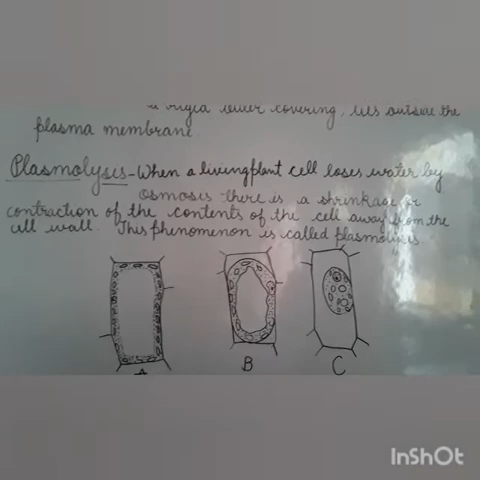 a rigid outer covering, lies outside the
plasma membrane.
Plasmolysis - When a living plant cell loses water by
osmosis there is a shrinkage or
contraction of the contents of the cell away from the
cell wall. This phenomenon is called plasmolysis.
A B C
InShOt